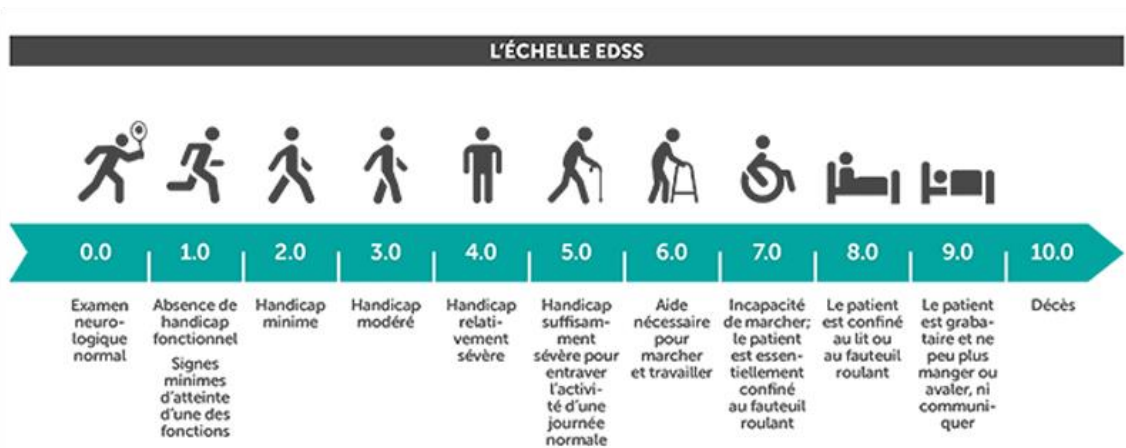 L'ÉCHELLE EDSS
0.0
1.0
2.0
3.0
4.0
5.0
6.0
7.0
8.0
9.0
10.0
Examen
neuro-
logique
normal
Absence de
handicap
fonctionnel
Signes
minimes
d'atteinte
d'une des
fonctions
Handicap
minime
Handicap
modéré
Handicap
relati-
vement
sévère
Handicap
suffisam-
ment
sévère pour
entraver
l'activi-
té d'une
journée
normale
Aide
nécessaire
pour
marcher
et travailler
Incapacité
de marcher;
le patient
est essen-
tiellement
confiné
au fauteuil
roulant
Le patient
est confiné
au lit ou
au fauteuil
roulant
Le patient
est graba-
taire et ne
peu plus
manger ou
avaler, ni
communi-
quer
Décès